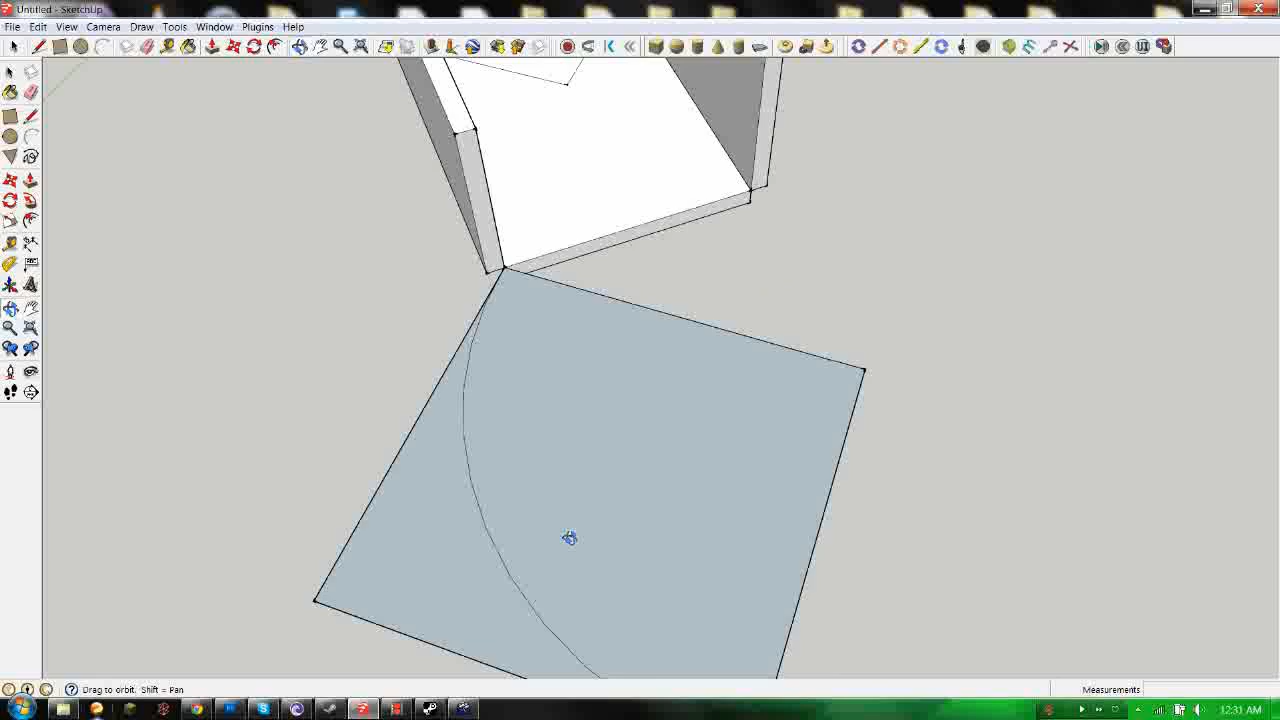 Untitled - SketchUp
File Edit View Camera Draw Tools Window Plugins Help
ABC
Drag to orbit. Shift = Pan
Measurements
12:31 AM